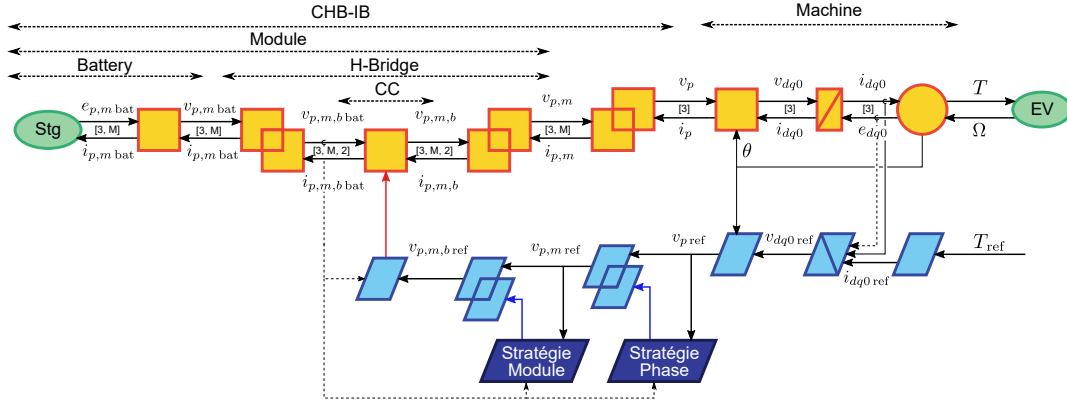 CHB-IB
Machine
Module
Battery
H-Bridge
CC
Stg
e_{p,m bat}
[3, M]
i_{p,m bat}
v_{p,m bat}
[3, M]
i_{p,m bat}
v_{p,m,b bat}
[3, M, 2]
i_{p,m,b bat}
v_{p,m,b}
[3, M, 2]
i_{p,m,b}
v_{p,m}
[3, M]
i_{p,m}
v_p
[3]
i_p
v_{dq0}
[3]
i_{dq0}
i_{dq0}
[3]
e_{dq0}
T
Ω
EV
θ
v_{p,m,b ref}
v_{p,m ref}
v_{p ref}
v_{dq0 ref}
i_{dq0 ref}
T_{ref}
Stratégie
Module
Stratégie
Phase